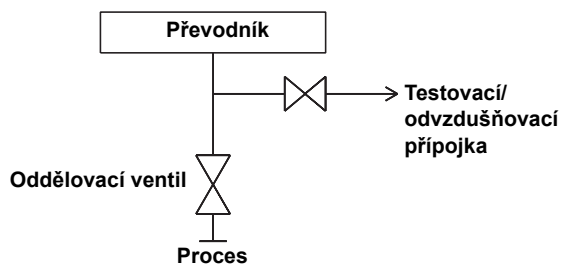 Převodník
Testovací/
odvzdušňovací
přípojka
Oddělovací ventil
Proces